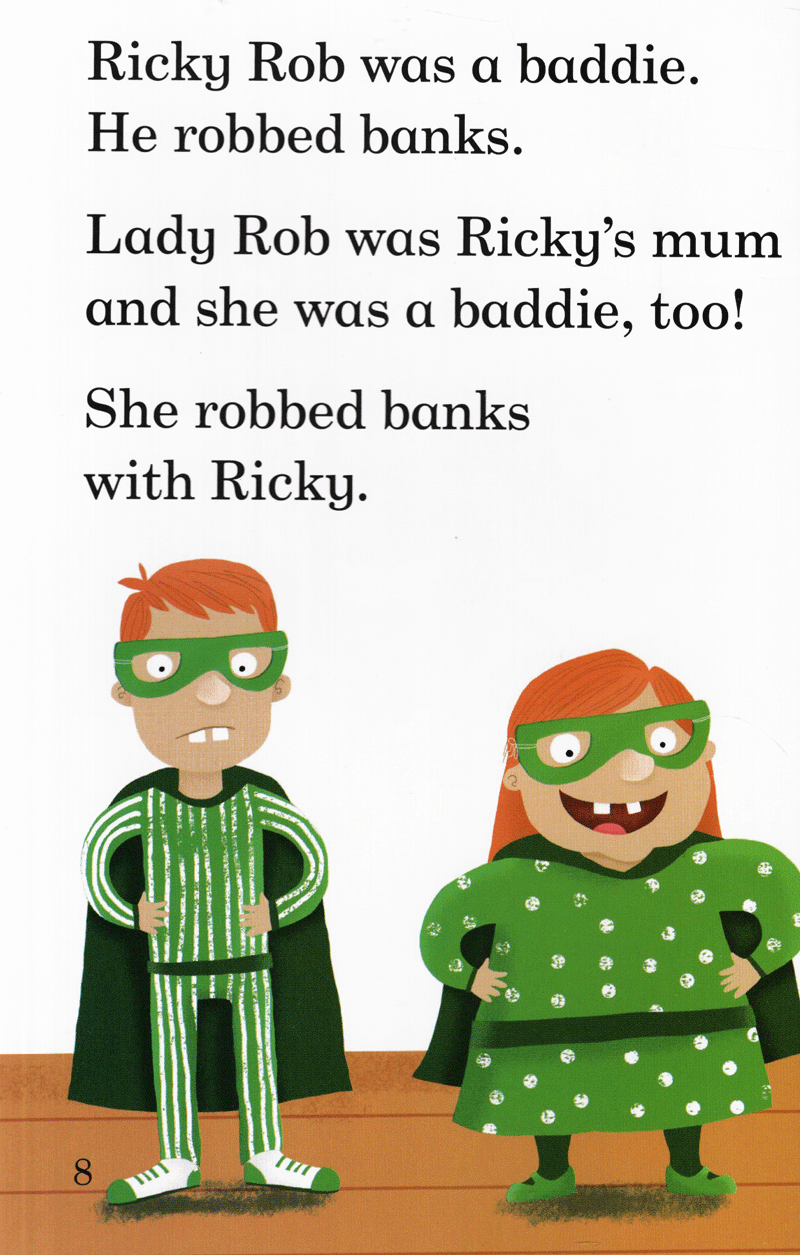 Ricky Rob was a baddie.
He robbed banks.
Lady Rob was Ricky’s mum
and she was a baddie, too!
She robbed banks
with Ricky.
8